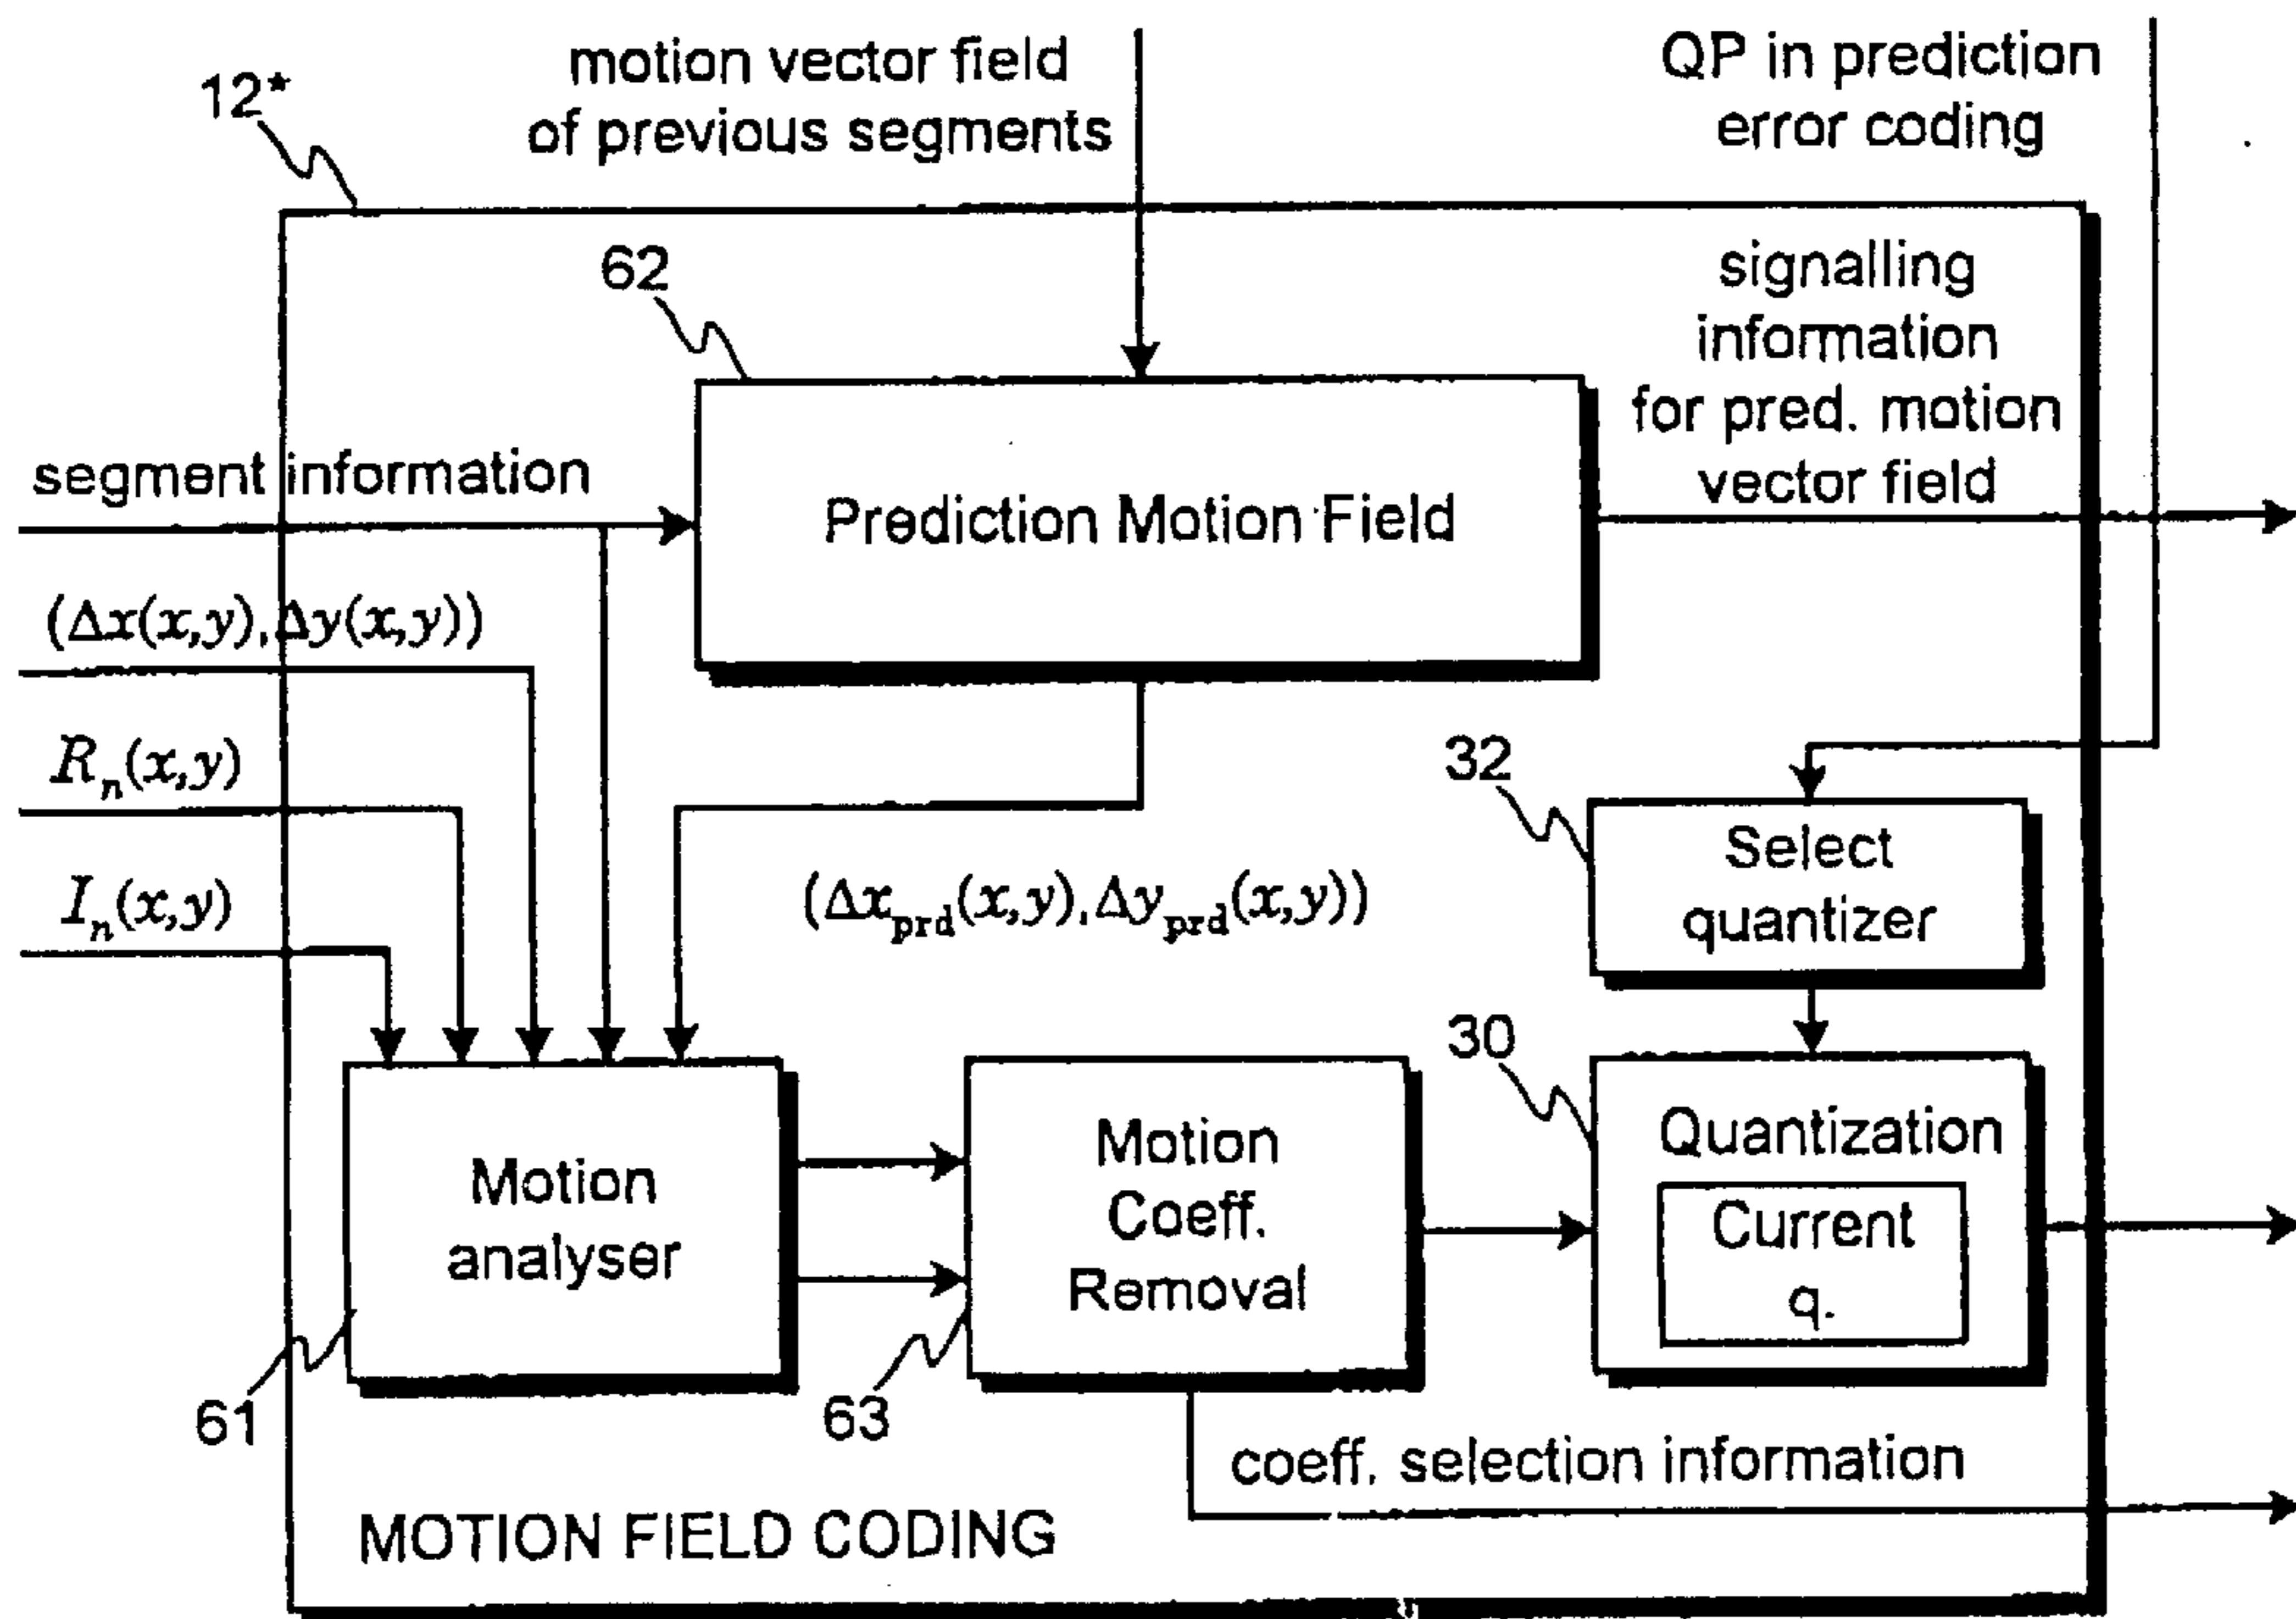 motion vector field
of previous segments
QP in prediction
error coding
12*
62
signalling
information
for pred. motion
vector field
segment information
Prediction Motion Field
(Δx(x,y),Δy(x,y))
Rₙ(x,y)
32
Select
quantizer
Iₙ(x,y)
(Δx_prd(x,y),Δy_prd(x,y))
30
Quantization
Current
q.
Motion
Coeff.
Removal
Motion
analyser
61
63
coeff. selection information
MOTION FIELD CODING